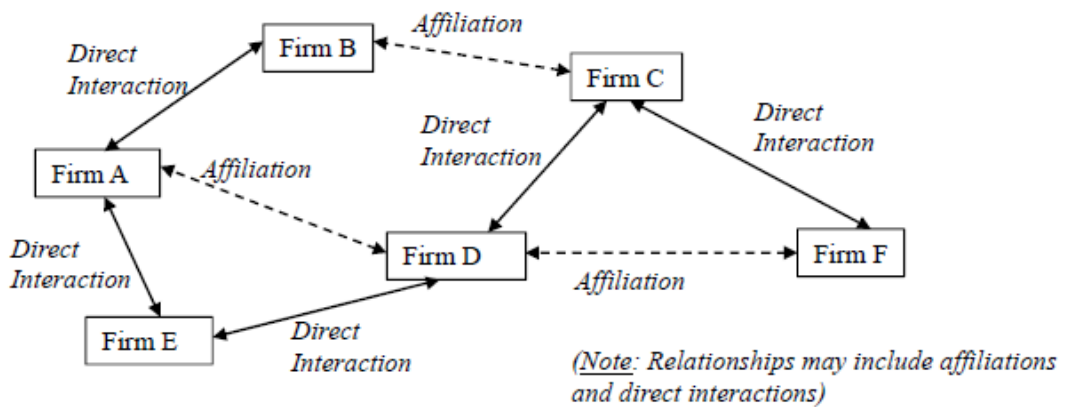 Affiliation
Direct
Interaction
Firm B
Firm C
Direct
Interaction
Direct
Interaction
Firm A
Affiliation
Direct
Interaction
Firm D
Firm F
Affiliation
Firm E
Direct
Interaction
(Note: Relationships may include affiliations
and direct interactions)